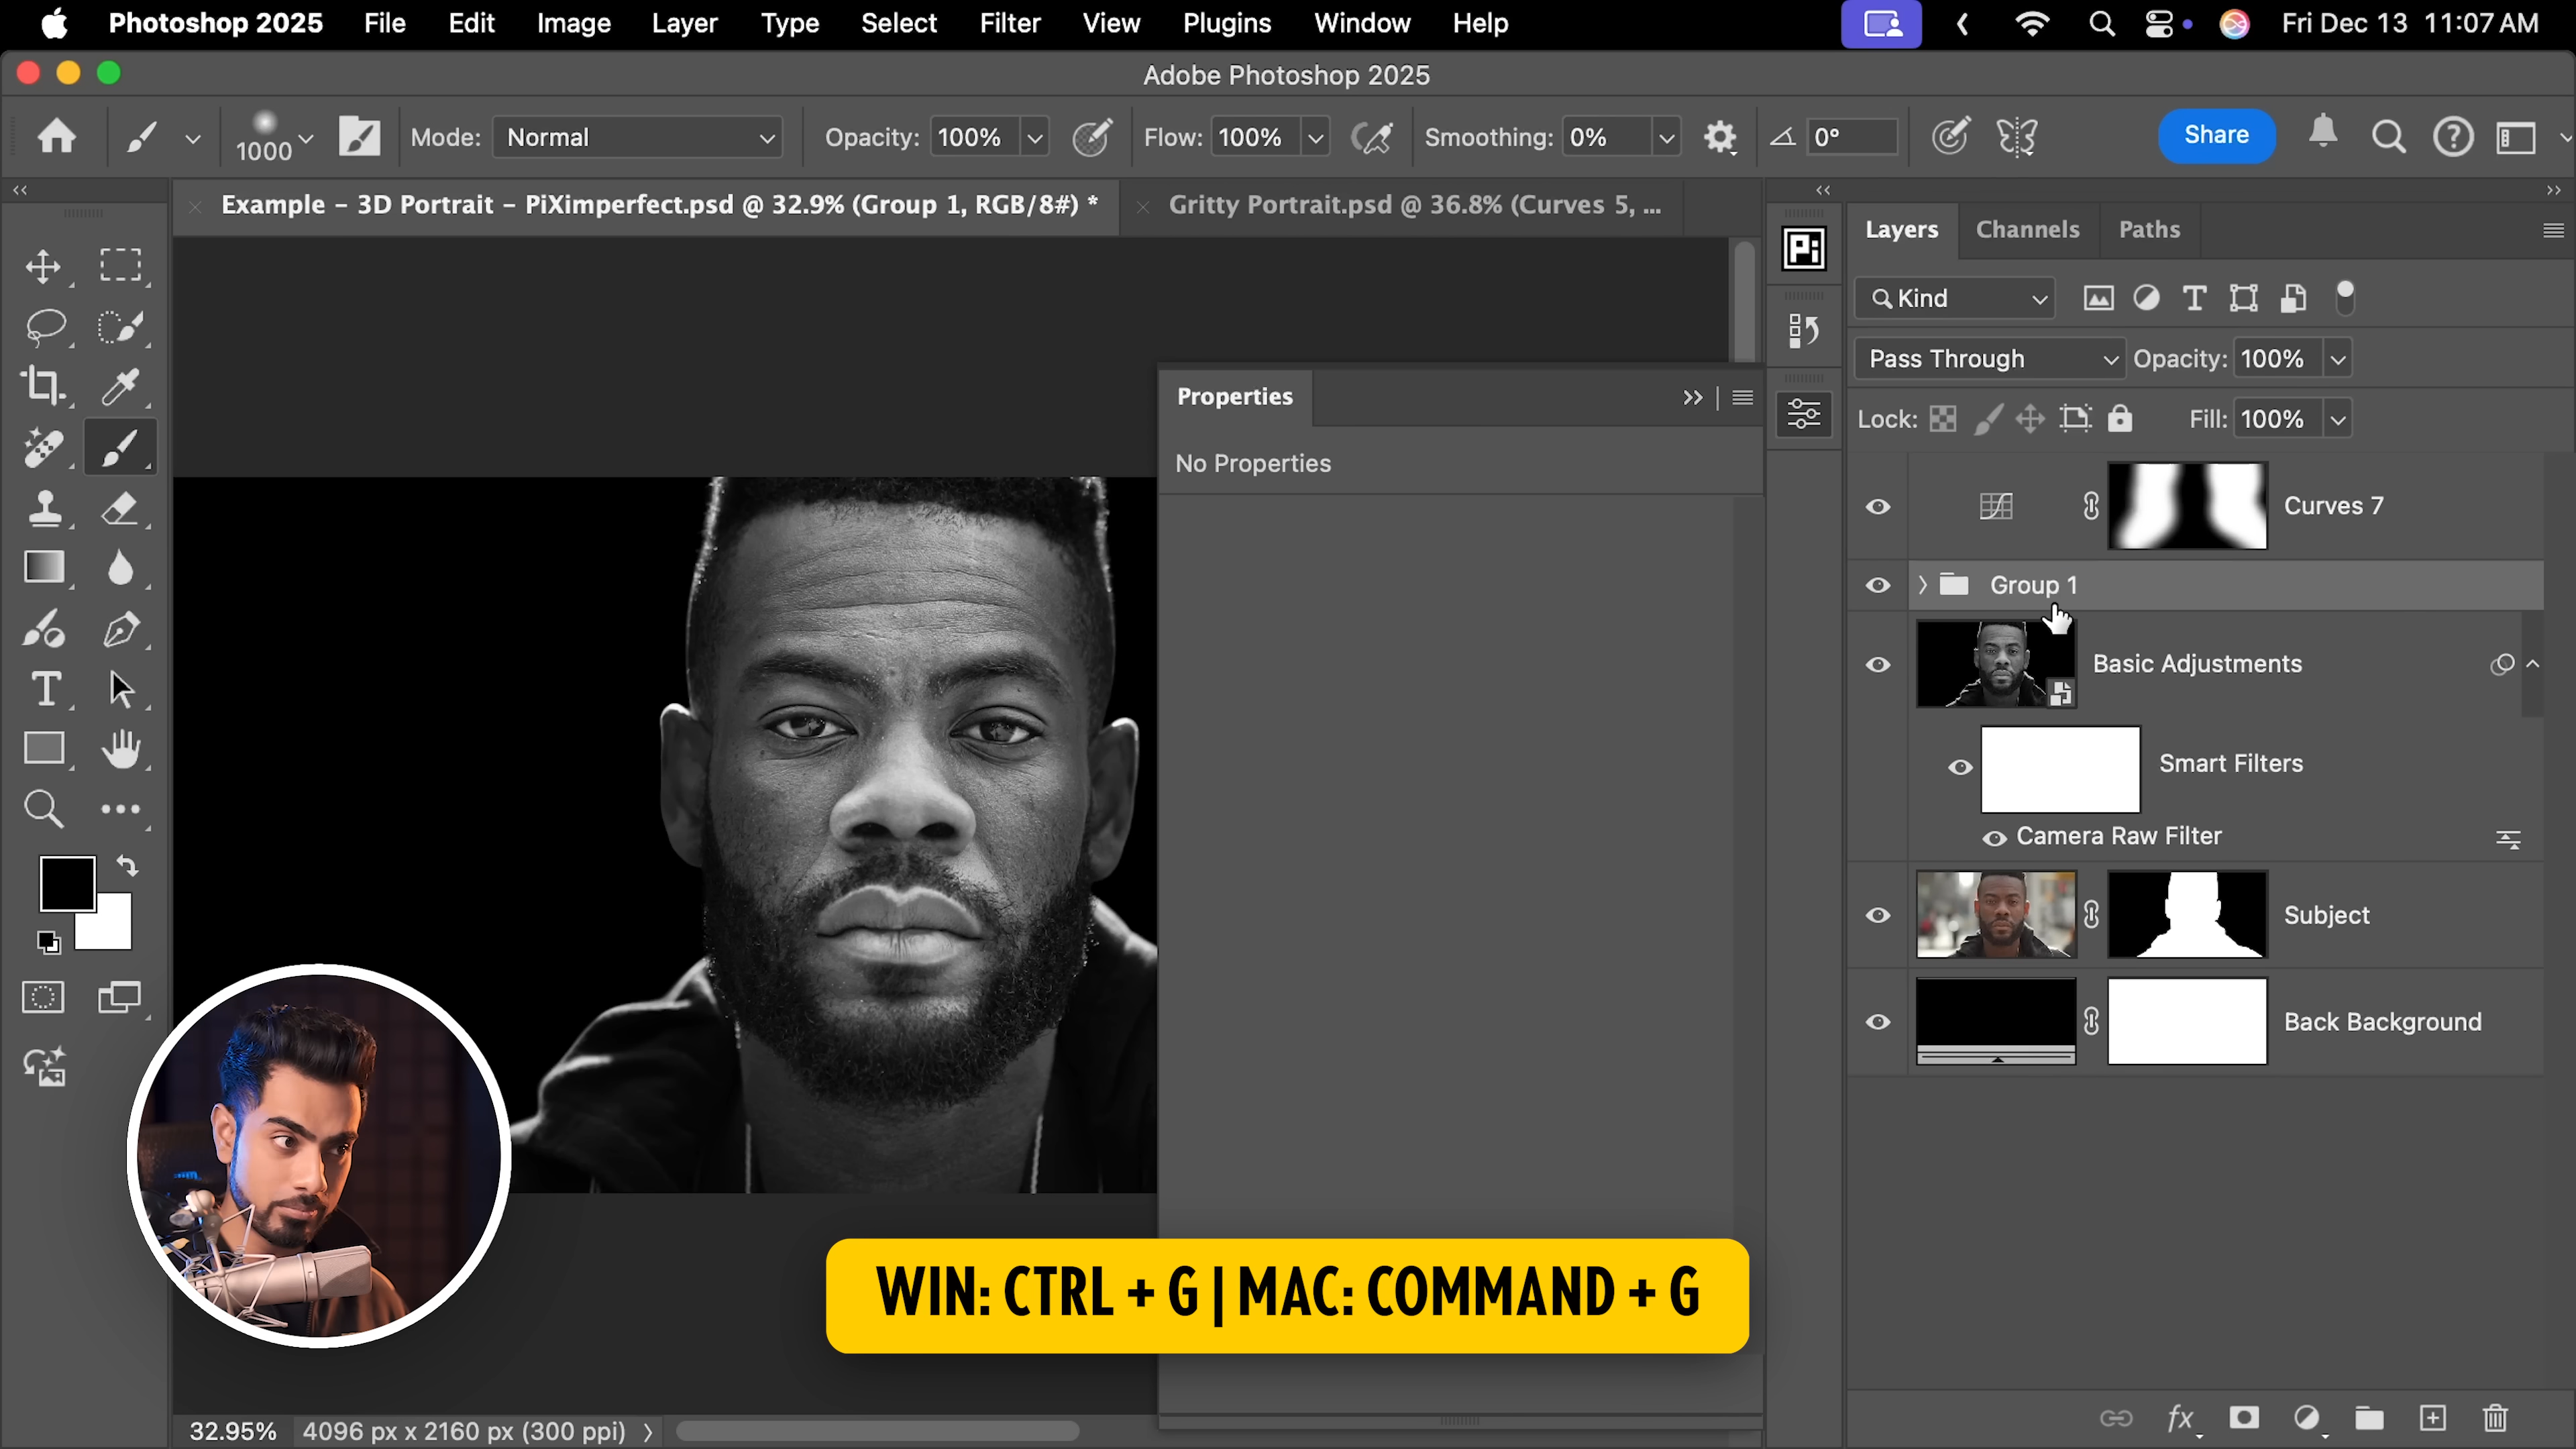 Photoshop 2025 File Edit Image Layer Type Select Filter View Plugins Window Help Fri Dec 13 11:07 AM
Adobe Photoshop 2025
1000 Mode: Normal Opacity: 100% Flow: 100% Smoothing: 0% 0° Share
Example - 3D Portrait - PiXimperfect.psd @ 32.9% (Group 1, RGB/8#) * Gritty Portrait.psd @ 36.8% (Curves 5, ...
Layers Channels Paths
Pi
Kind
Pass Through Opacity: 100%
Properties
Lock: Fill: 100%
No Properties
Curves 7
Group 1
Basic Adjustments
Smart Filters
Camera Raw Filter
Subject
Back Background
WIN: CTRL + G | MAC: COMMAND + G
32.95% 4096 px x 2160 px (300 ppi)
fx